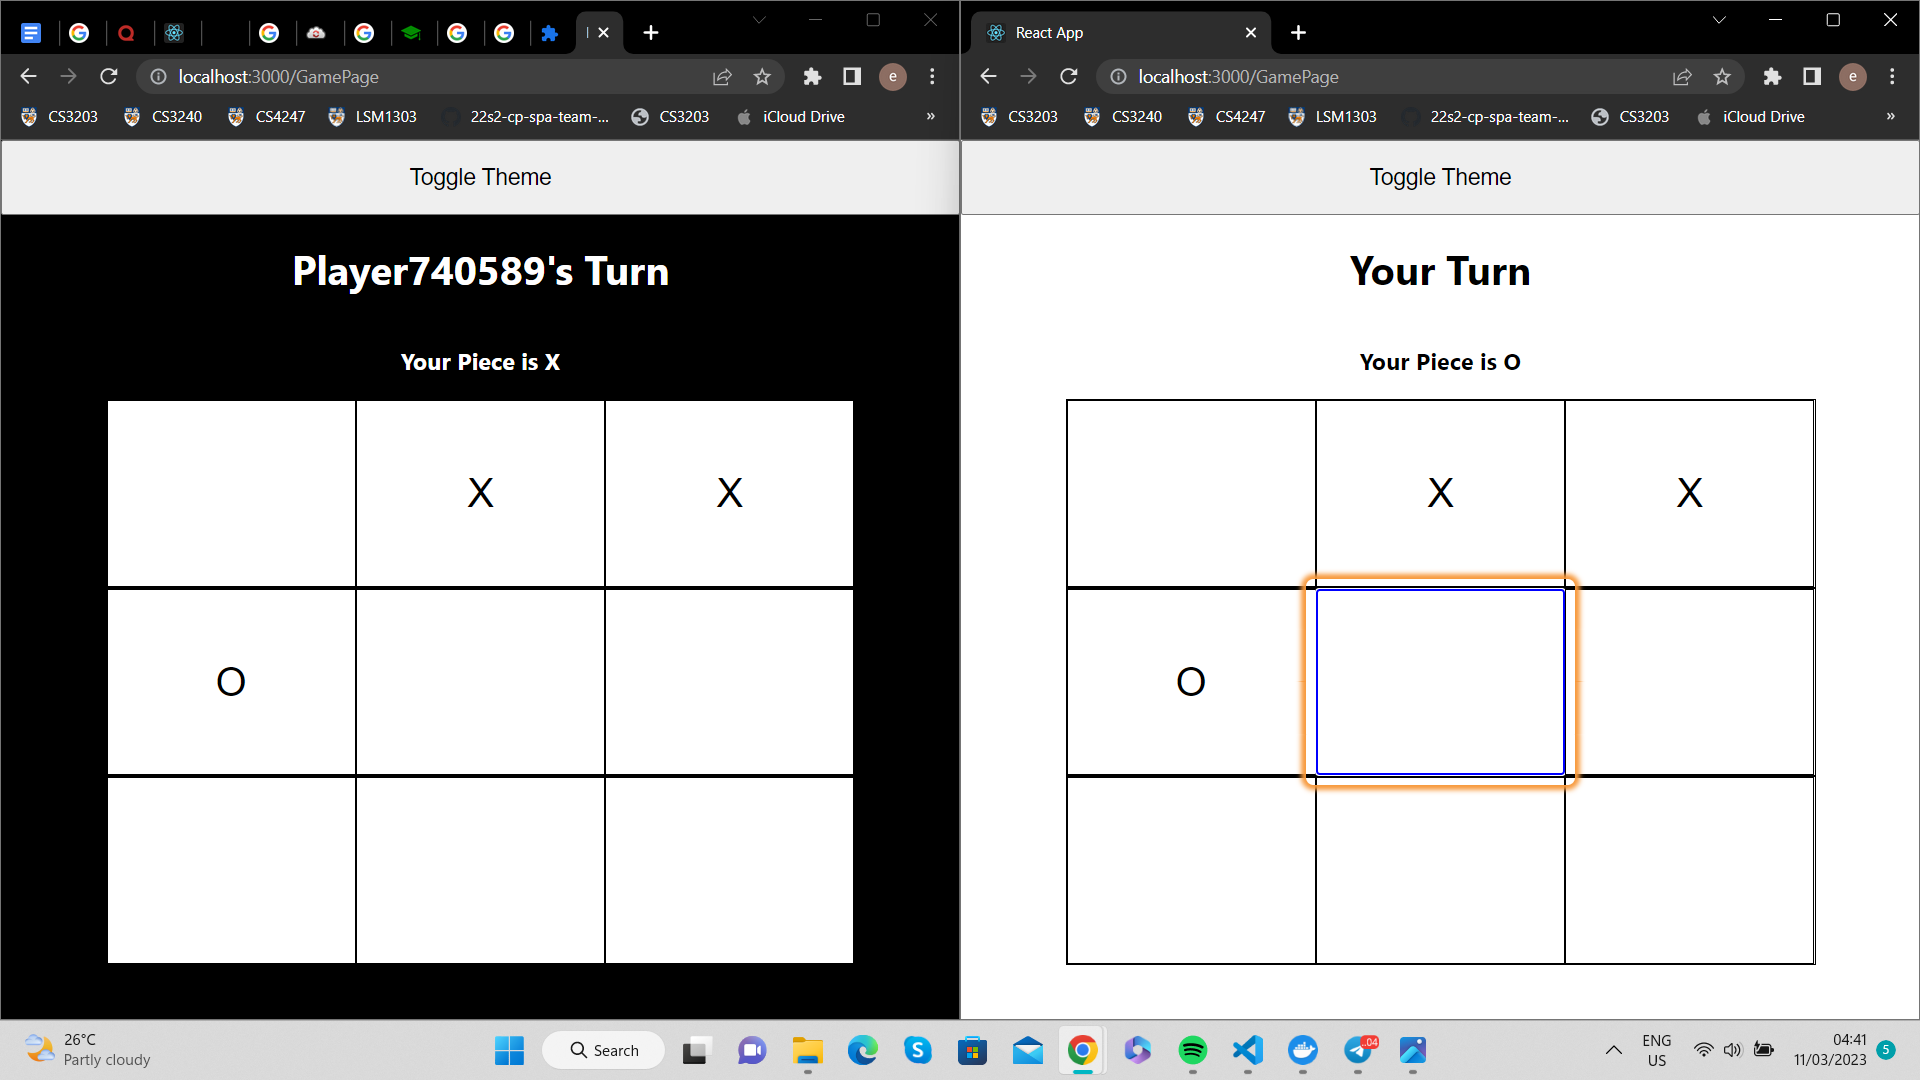 React App
localhost:3000/GamePage
localhost:3000/GamePage
e
e
CS3203
CS3240
CS4247
LSM1303
22s2-cp-spa-team-...
CS3203
iCloud Drive
»
CS3203
CS3240
CS4247
LSM1303
22s2-cp-spa-team-...
CS3203
iCloud Drive
»
Toggle Theme
Player740589's Turn
Your Piece is X
X X
O
Toggle Theme
Your Turn
Your Piece is O
X X
O
26°C
Partly cloudy
Search
.04
ENG
US
04:41
11/03/2023
5